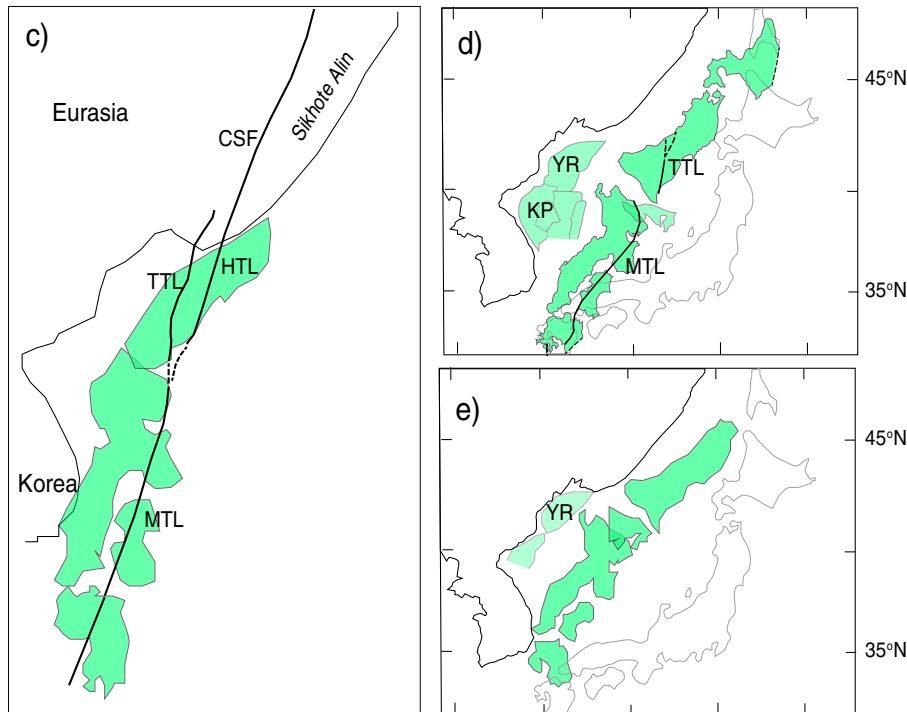 c)
Eurasia
Sikhote Alin
CSF
TTL
HTL
Korea
MTL
d)
45°N
YR
TTL
KP
MTL
35°N
e)
45°N
YR
35°N